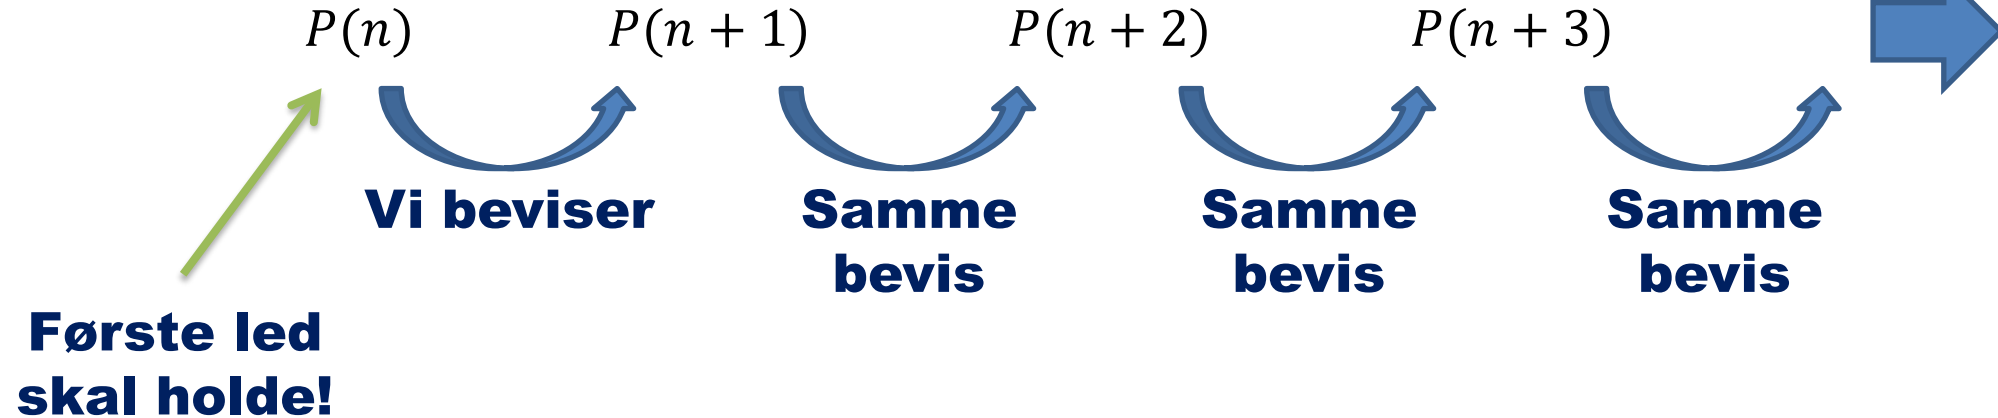 P(n) P(n + 1) P(n + 2) P(n + 3)
Vi beviser Samme Samme Samme
bevis bevis bevis
Første led
skal holde!